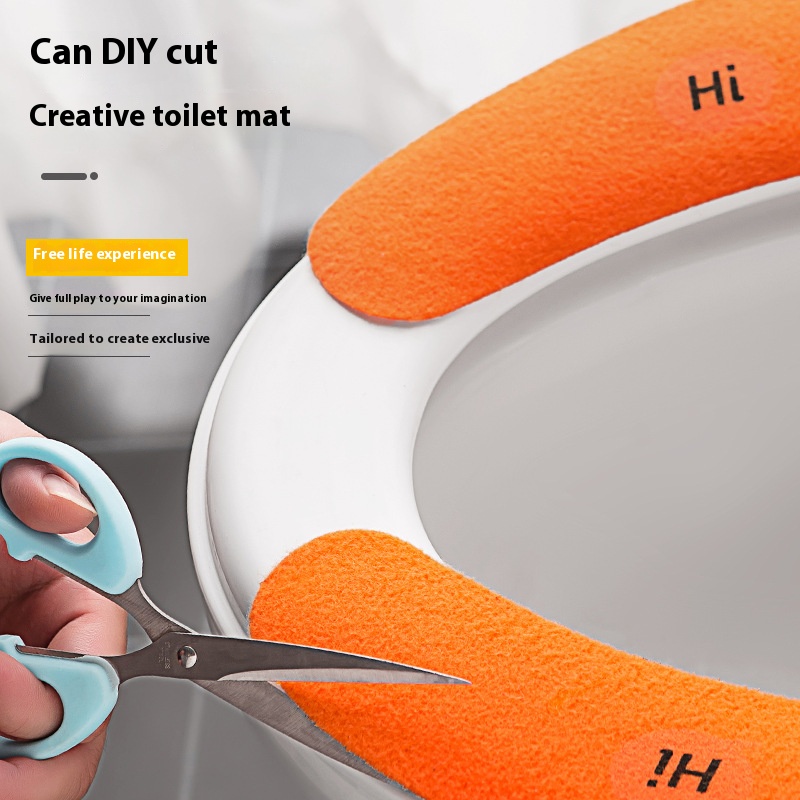 Can DIY cut
Creative toilet mat
Free life experience
Give full play to your imagination
Tailored to create exclusive
Hi
Hi